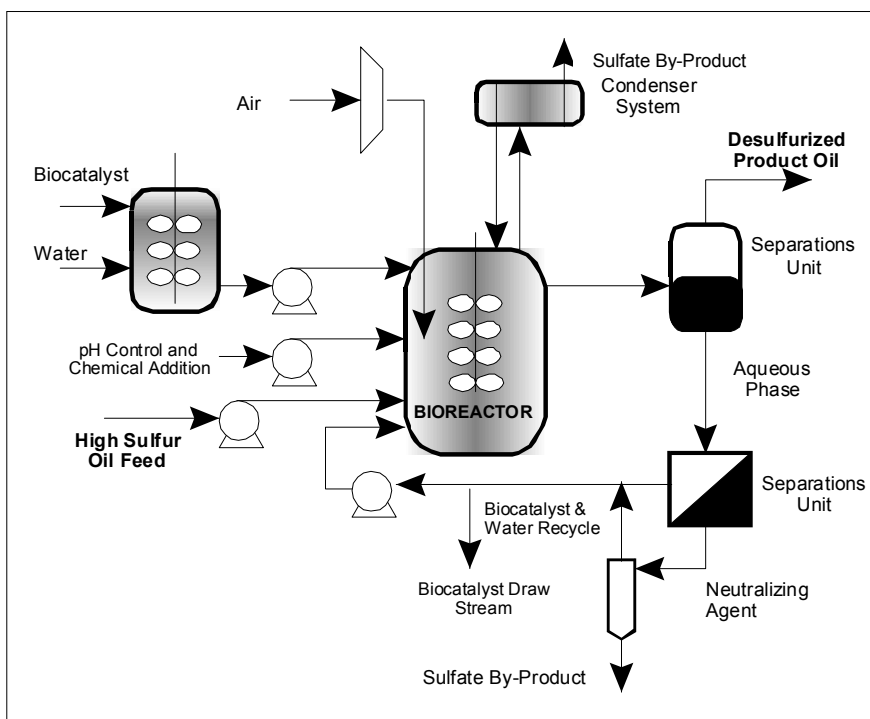 Sulfate By-Product
Condenser
System
Air
Desulfurized
Product Oil
Biocatalyst
Water
Separations
Unit
pH Control and
Chemical Addition
Aqueous
Phase
BIOREACTOR
High Sulfur
Oil Feed
Separations
Unit
Biocatalyst &
Water Recycle
Biocatalyst Draw
Stream
Neutralizing
Agent
Sulfate By-Product